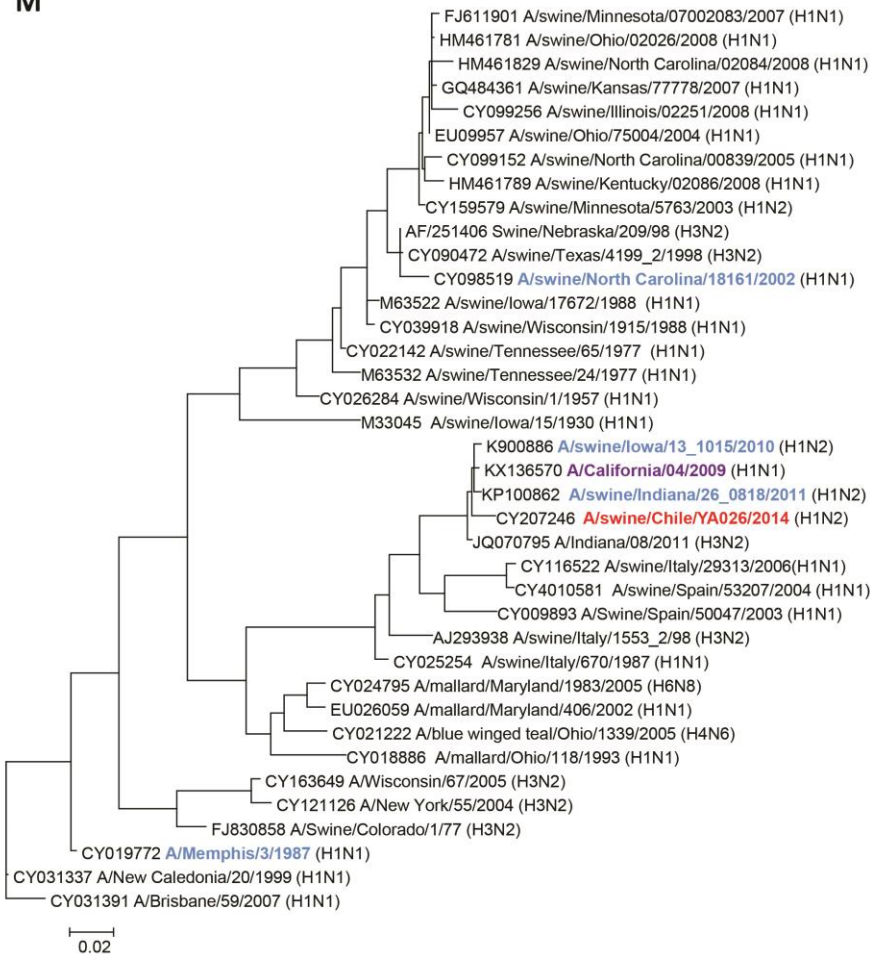 M
FJ611901 A/swine/Minnesota/07002083/2007 (H1N1)
HM461781 A/swine/Ohio/02026/2008 (H1N1)
HM461829 A/swine/North Carolina/02084/2008 (H1N1)
GQ484361 A/swine/Kansas/77778/2007 (H1N1)
CY099256 A/swine/Illinois/02251/2008 (H1N1)
EU09957 A/swine/Ohio/75004/2004 (H1N1)
CY099152 A/swine/North Carolina/00839/2005 (H1N1)
HM461789 A/swine/Kentucky/02086/2008 (H1N1)
CY159579 A/swine/Minnesota/5763/2003 (H1N2)
AF/251406 Swine/Nebraska/209/98 (H3N2)
CY090472 A/swine/Texas/4199_2/1998 (H3N2)
CY098519 A/swine/North Carolina/18161/2002 (H1N1)
M63522 A/swine/Iowa/17672/1988 (H1N1)
CY039918 A/swine/Wisconsin/1915/1988 (H1N1)
CY022142 A/swine/Tennessee/65/1977 (H1N1)
M63532 A/swine/Tennessee/24/1977 (H1N1)
CY026284 A/swine/Wisconsin/1/1957 (H1N1)
M33045 A/swine/Iowa/15/1930 (H1N1)
K900886 A/swine/Iowa/13_1015/2010 (H1N2)
KX136570 A/California/04/2009 (H1N1)
KP100862 A/swine/Indiana/26_0818/2011 (H1N2)
CY207246 A/swine/Chile/YA026/2014 (H1N2)
JQ070795 A/Indiana/08/2011 (H3N2)
CY116522 A/swine/Italy/29313/2006(H1N1)
CY4010581 A/swine/Spain/53207/2004 (H1N1)
CY009893 A/Swine/Spain/50047/2003 (H1N1)
AJ293938 A/swine/Italy/1553_2/98 (H3N2)
CY025254 A/swine/Italy/670/1987 (H1N1)
CY024795 A/mallard/Maryland/1983/2005 (H6N8)
EU026059 A/mallard/Maryland/406/2002 (H1N1)
CY021222 A/blue winged teal/Ohio/1339/2005 (H4N6)
CY018886 A/mallard/Ohio/118/1993 (H1N1)
CY163649 A/Wisconsin/67/2005 (H3N2)
CY121126 A/New York/55/2004 (H3N2)
FJ830858 A/Swine/Colorado/1/77 (H3N2)
CY019772 A/Memphis/3/1987 (H1N1)
CY031337 A/New Caledonia/20/1999 (H1N1)
CY031391 A/Brisbane/59/2007 (H1N1)
0.02